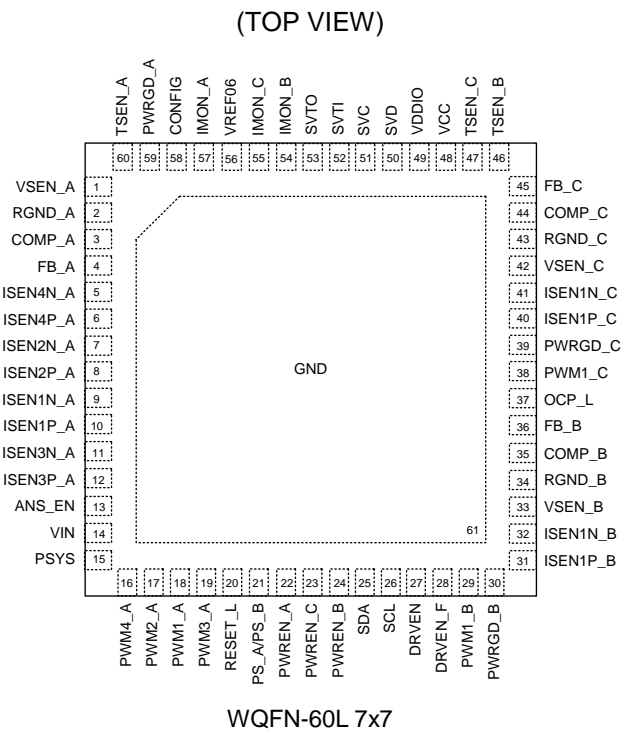 (TOP VIEW)
TSEN_A
PWRGD_A
CONFIG
IMON_A
VREF06
IMON_C
IMON_B
SVTO
SVTI
SVC
SVD
VDDIO
VCC
TSEN_C
TSEN_B
60 59 58 57 56 55 54 53 52 51 50 49 48 47 46
VSEN_A 1
RGND_A 2
COMP_A 3
FB_A 4
ISEN4N_A 5
ISEN4P_A 6
ISEN2N_A 7
ISEN2P_A 8
ISEN1N_A 9
ISEN1P_A 10
ISEN3N_A 11
ISEN3P_A 12
ANS_EN 13
VIN 14
PSYS 15
GND
61
45 FB_C
44 COMP_C
43 RGND_C
42 VSEN_C
41 ISEN1N_C
40 ISEN1P_C
39 PWRGD_C
38 PWM1_C
37 OCP_L
36 FB_B
35 COMP_B
34 RGND_B
33 VSEN_B
32 ISEN1N_B
31 ISEN1P_B
16 17 18 19 20 21 22 23 24 25 26 27 28 29 30
PWM4_A
PWM2_A
PWM1_A
PWM3_A
RESET_L
PS_A/PS_B
PWREN_A
PWREN_C
PWREN_B
SDA
SCL
DRVEN
DRVEN_F
PWM1_B
PWRGD_B
WQFN-60L 7x7